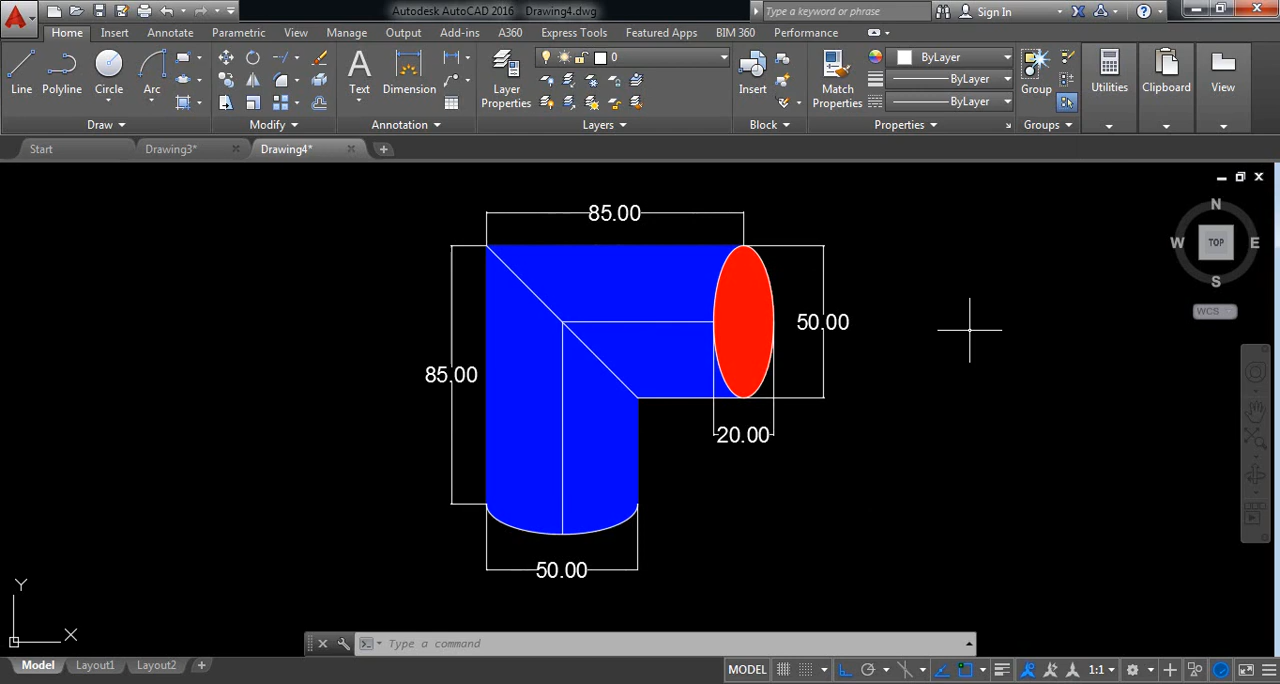 Autodesk AutoCAD 2016 Drawing4.dwg
Type a keyword or phrase
Sign In
Home Insert Annotate Parametric View Manage Output Add-ins A360 Express Tools Featured Apps BIM 360 Performance
Line Polyline Circle Arc
Text Dimension
Layer Properties
0
Insert
Match Properties
ByLayer
ByLayer
ByLayer
Group Utilities Clipboard View
Draw Modify Annotation Layers Block Properties Groups
Start Drawing3* Drawing4*
N
W TOP E
S
WCS
85.00
50.00
85.00
20.00
50.00
Y
X
Type a command
Model Layout1 Layout2
MODEL 1:1